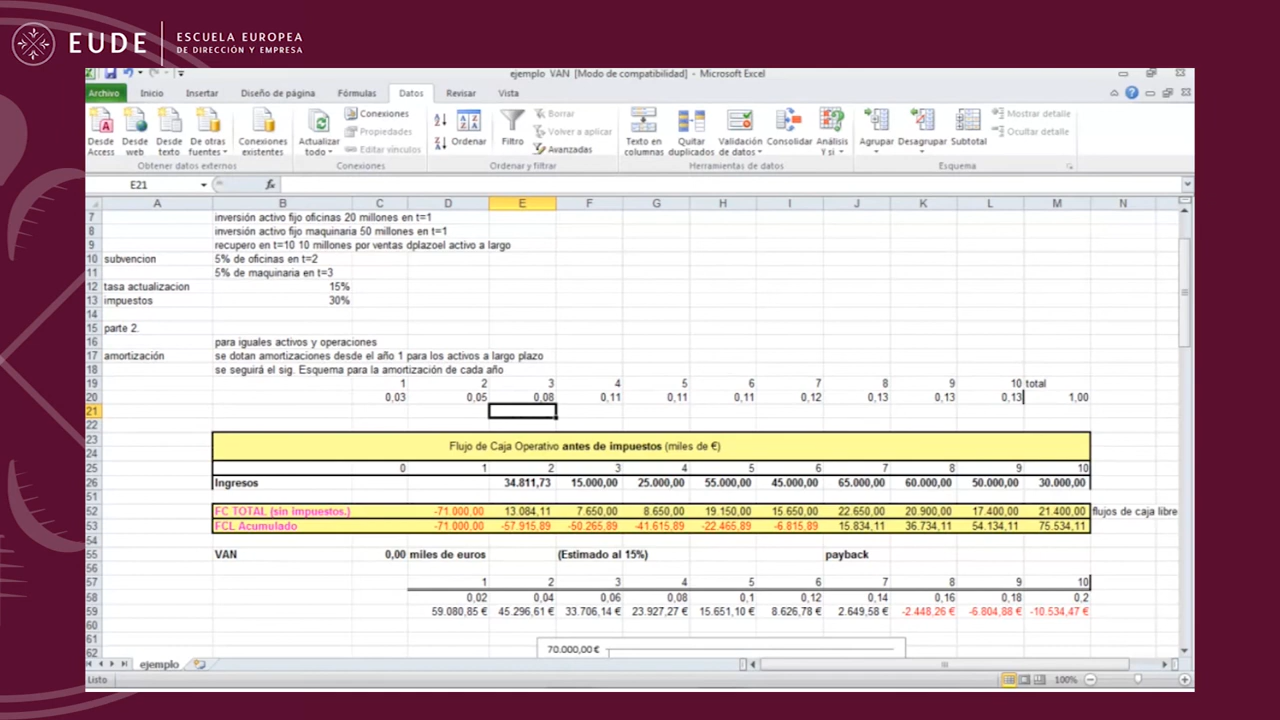 EUDE
ESCUELA EUROPEA
DE DIRECCIÓN Y EMPRESA
ejemplo VAN [Modo de compatibilidad] - Microsoft Excel
Archivo Inicio Insertar Diseño de página Fórmulas Datos Revisar Vista
Desde Access
Desde web
Desde texto
De otras fuentes
Conexiones existentes
Obtener datos externos
Actualizar todo
Conexiones
Propiedades
Editar vínculos
Conexiones
Ordenar
Filtro
Borrar
Volver a aplicar
Avanzadas
Ordenar y filtrar
Texto en columnas
Quitar duplicados
Validación de datos
Consolidar
Análisis Y si
Herramientas de datos
Agrupar
Desagrupar
Subtotal
Mostrar detalle
Ocultar detalle
Esquema
E21 fx
A B C D E F G H I J K L M N
7 inversión activo fijo oficinas 20 millones en t=1
8 inversión activo fijo maquinaria 50 millones en t=1
9 recupero en t=10 10 millones por ventas dplazoel activo a largo
10 subvencion 5% de oficinas en t=2
11 5% de maquinaria en t=3
12 tasa actualizacion 15%
13 impuestos 30%
14
15 parte 2.
16 para iguales activos y operaciones
17 amortización se dotan amortizaciones desde el año 1 para los activos a largo plazo
18 se seguirá el sig. Esquema para la amortización de cada año
19 1 2 3 4 5 6 7 8 9 10 total
20 0,03 0,05 0,08 0,11 0,11 0,11 0,12 0,13 0,13 0,13 1,00
21
22
23 Flujo de Caja Operativo antes de impuestos (miles de €)
24
25 0 1 2 3 4 5 6 7 8 9 10
26 Ingresos 34.811,73 15.000,00 25.000,00 55.000,00 45.000,00 65.000,00 60.000,00 50.000,00 30.000,00
51
52 FC TOTAL (sin impuestos.) -71.000,00 13.084,11 7.650,00 8.650,00 19.150,00 15.650,00 22.650,00 20.900,00 17.400,00 21.400,00 flujos de caja libre
53 FCL Acumulado -71.000,00 -57.915,89 -50.265,89 -41.615,89 -22.465,89 -6.815,89 15.834,11 36.734,11 54.134,11 75.534,11
54
55 VAN 0,00 miles de euros (Estimado al 15%) payback
56
57 1 2 3 4 5 6 7 8 9 10
58 0,02 0,04 0,06 0,08 0,1 0,12 0,14 0,16 0,18 0,2
59 59.080,85 € 45.296,61 € 33.706,14 € 23.927,27 € 15.651,10 € 8.626,78 € 2.649,58 € -2.448,26 € -6.804,88 € -10.534,47 €
60
61
62 70.000,00 €
ejemplo
Listo 100%